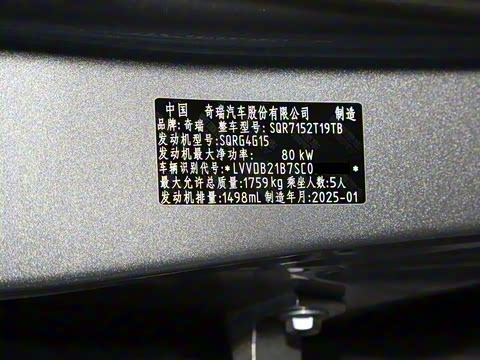 中国 奇瑞汽车股份有限公司 制造
品牌:奇瑞 整车型号:SQR7152T19TB
发动机型号:SQRG4G15
发动机最大净功率: 80 kW
车辆识别代号:*LVVDB21B7SC0 *
最大允许总质量:1759kg 乘坐人数:5人
发动机排量:1498mL 制造年月:2025-01